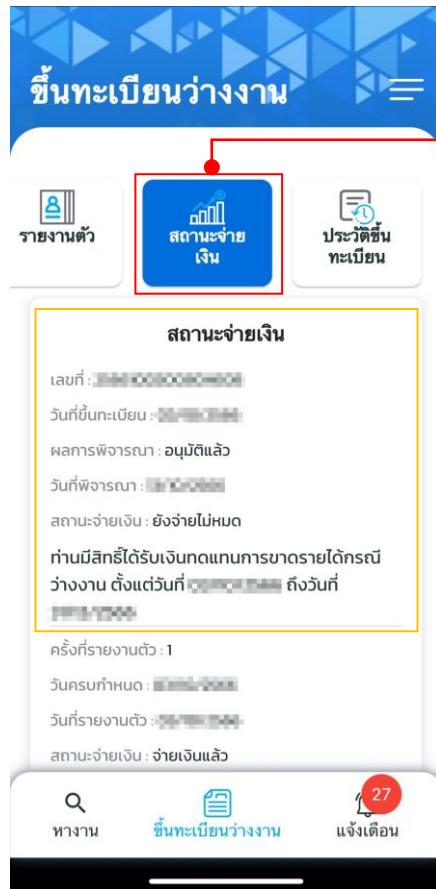 ขึ้นทะเบียนว่างงาน
รายงานตัว
สถานะจ่าย
เงิน
ประวัติขึ้น
ทะเบียน
สถานะจ่ายเงิน
เลขที่ :
วันที่ขึ้นทะเบียน :
ผลการพิจารณา : อนุมัติแล้ว
วันที่พิจารณา :
สถานะจ่ายเงิน : ยังจ่ายไม่หมด
ท่านมีสิทธิ์ได้รับเงินทดแทนการขาดรายได้กรณี
ว่างงาน ตั้งแต่วันที่ ถึงวันที่
ครั้งที่รายงานตัว : 1
วันครบกำหนด :
วันที่รายงานตัว :
สถานะจ่ายเงิน : จ่ายเงินแล้ว
27
หางาน
ขึ้นทะเบียนว่างงาน
แจ้งเตือน